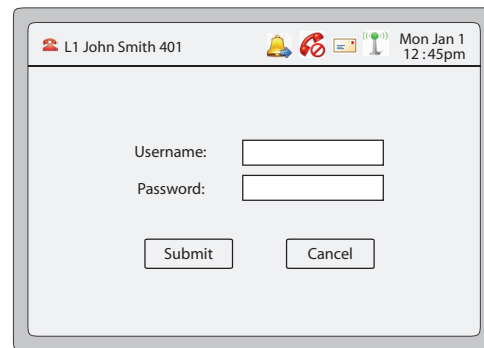 L1 John Smith 401
Mon Jan 1
12:45pm
Username:
Password:
Submit
Cancel